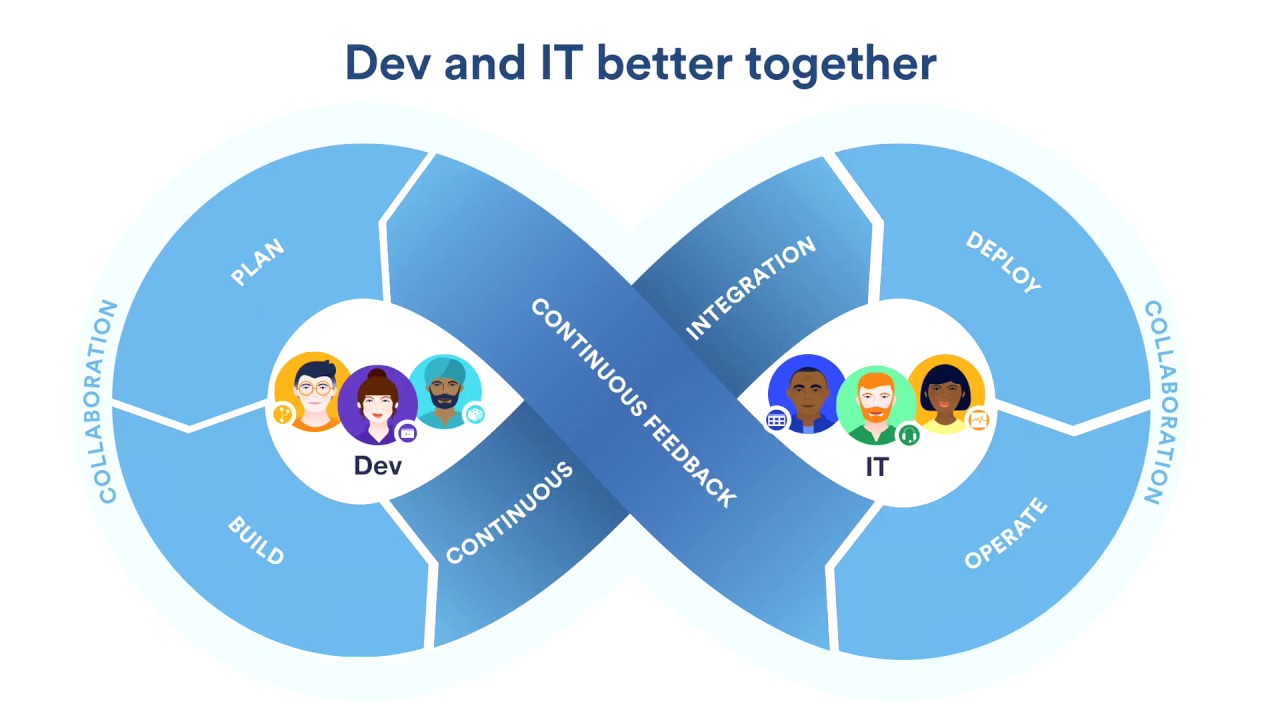 Dev and IT better together
COLLABORATION
PLAN
BUILD
Dev
CONTINUOUS
INTEGRATION
CONTINUOUS FEEDBACK
DEPLOY
OPERATE
IT
COLLABORATION